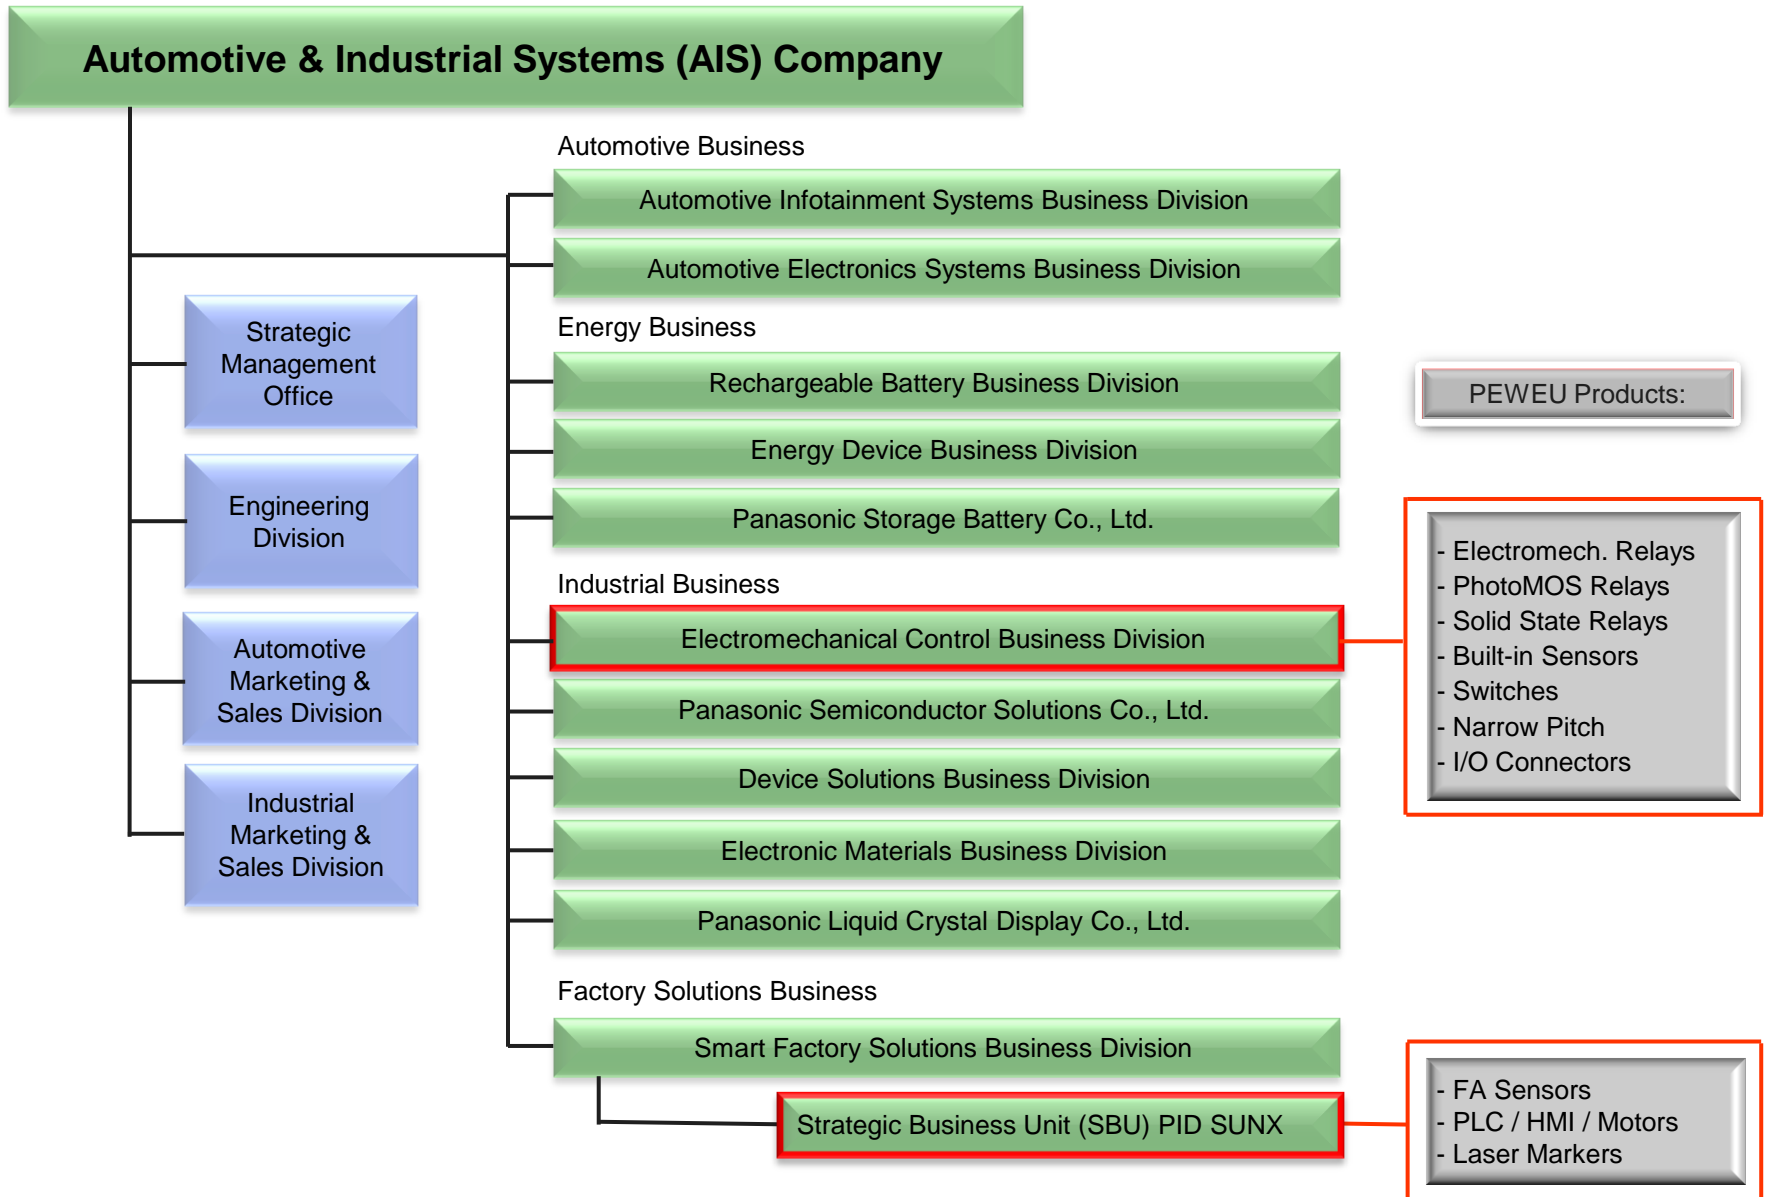 Automotive & Industrial Systems (AIS) Company
Automotive Business
Automotive Infotainment Systems Business Division
Automotive Electronics Systems Business Division
Strategic
Management
Office
Engineering
Division
Automotive
Marketing &
Sales Division
Industrial
Marketing &
Sales Division
Energy Business
Rechargeable Battery Business Division
Energy Device Business Division
Panasonic Storage Battery Co., Ltd.
Industrial Business
Electromechanical Control Business Division
Panasonic Semiconductor Solutions Co., Ltd.
Device Solutions Business Division
Electronic Materials Business Division
Panasonic Liquid Crystal Display Co., Ltd.
Factory Solutions Business
Smart Factory Solutions Business Division
Strategic Business Unit (SBU) PID SUNX
PEWEU Products:
- Electromech. Relays
- PhotoMOS Relays
- Solid State Relays
- Built-in Sensors
- Switches
- Narrow Pitch
- I/O Connectors
- FA Sensors
- PLC / HMI / Motors
- Laser Markers